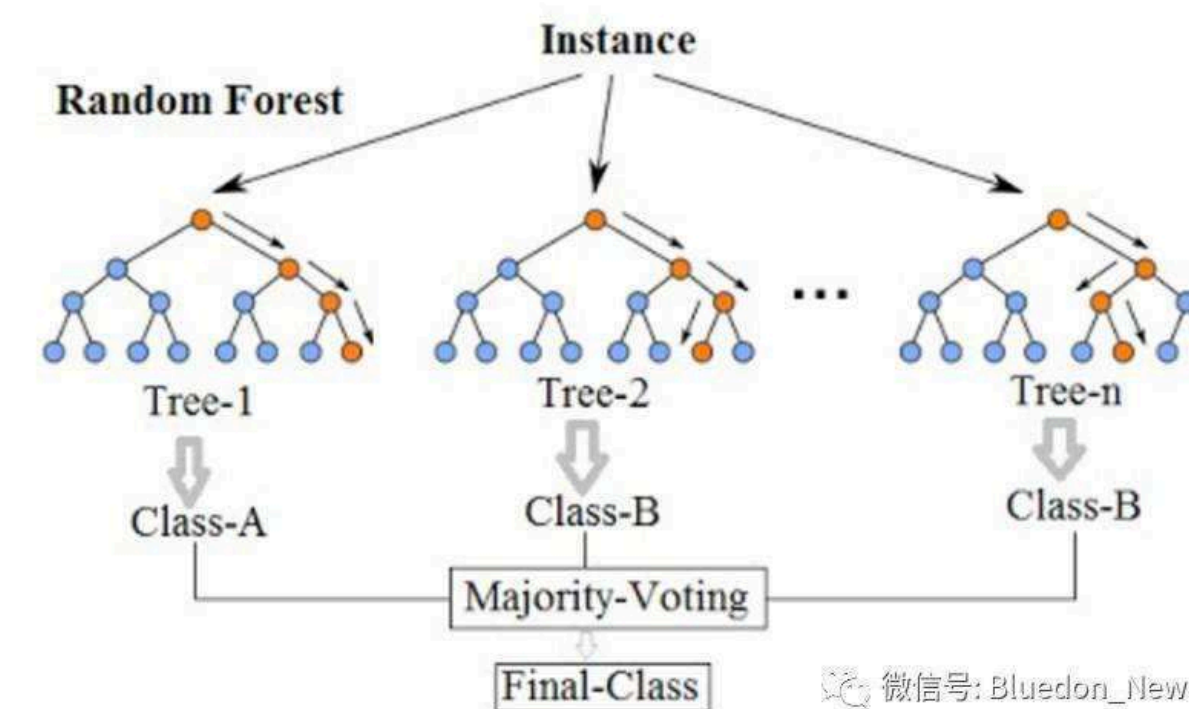 Instance
Random Forest
...
Tree-1
Tree-2
Tree-n
Class-A
Class-B
Class-B
Majority-Voting
Final-Class
微信号: Bluedon_New